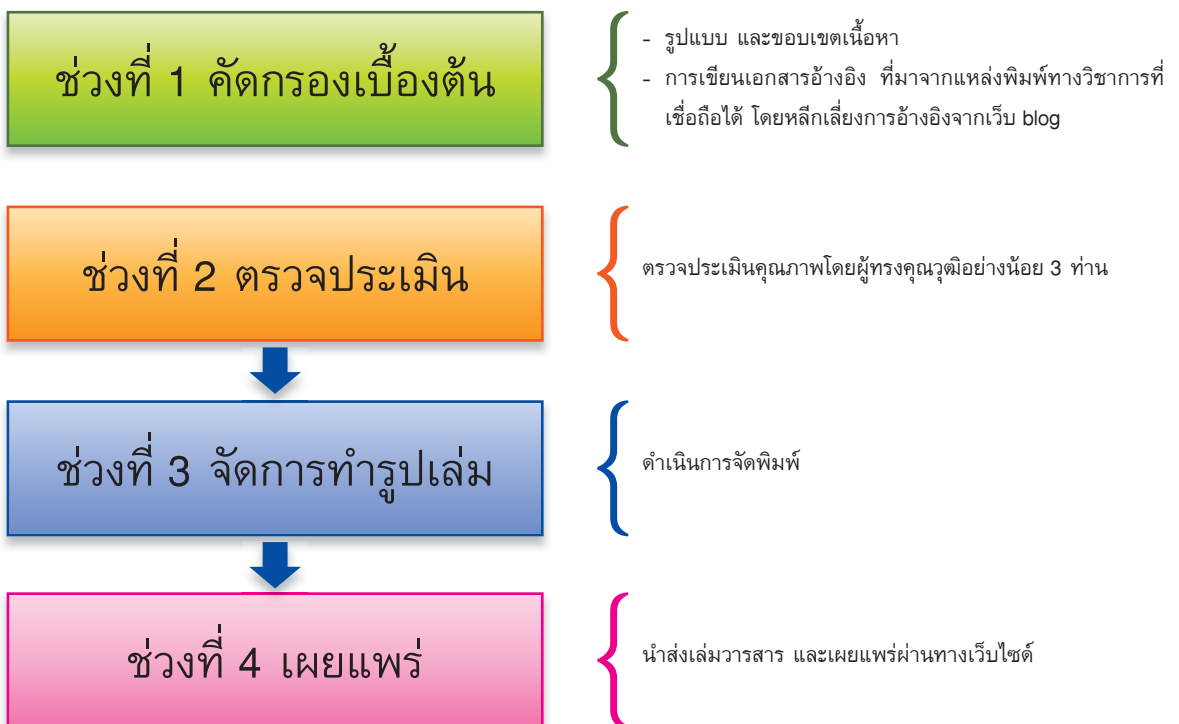 ช่วงที่ 1 คัดกรองเบื้องต้น
- รูปแบบ และขอบเขตเนื้อหา
- การเขียนเอกสารอ้างอิง ที่มาจากแหล่งพิมพ์ทางวิชาการที่
เชื่อถือได้ โดยหลีกเลี่ยงการอ้างอิงจากเว็บ blog
ช่วงที่ 2 ตรวจประเมิน
ตรวจประเมินคุณภาพโดยผู้ทรงคุณวุฒิอย่างน้อย 3 ท่าน
ช่วงที่ 3 จัดการทำรูปเล่ม
ดำเนินการจัดพิมพ์
ช่วงที่ 4 เผยแพร่
นำส่งเล่มวารสาร และเผยแพร่ผ่านทางเว็บไซด์